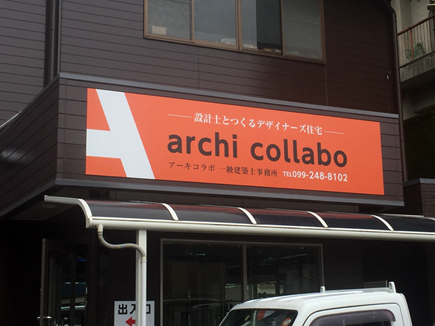 設計士とつくるデザイナーズ住宅
A archi collabo
アーキコラボ 一級建築士事務所 TEL099-248-8102
出入口